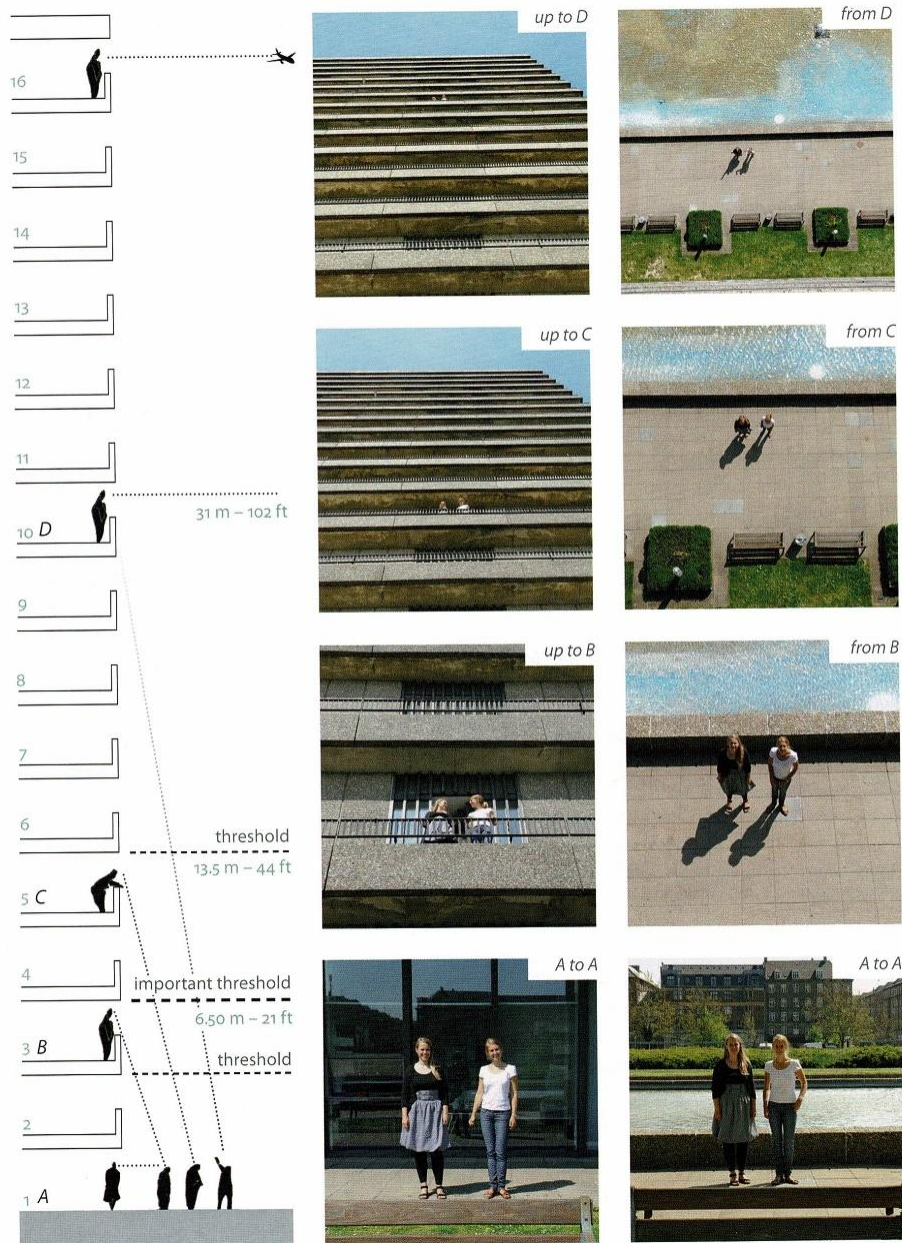 up to D
from D
16
15
14
13
12
up to C
from C
11
31 m – 102 ft
10 D
9
8
up to B
from B
7
6
threshold
13.5 m – 44 ft
5 C
4
important threshold
6.50 m – 21 ft
3 B
threshold
2
A to A
A to A
1 A